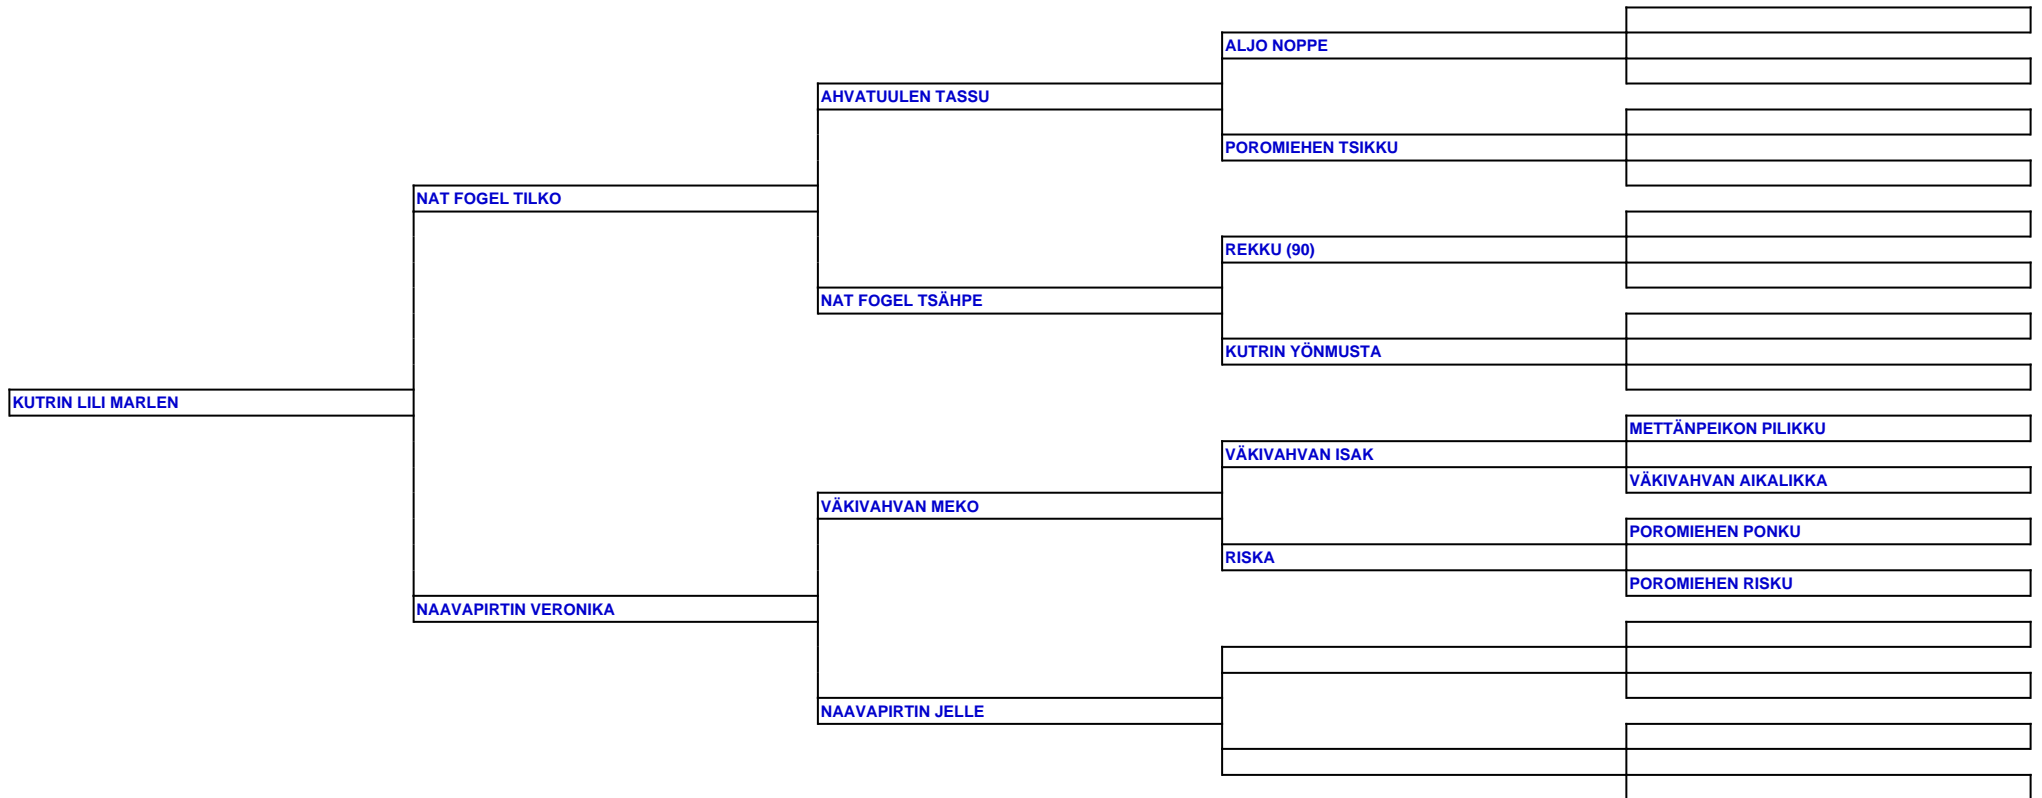 ALJO NOPPE
AHVATUULEN TASSU
POROMIEHEN TSIKKU
NAT FOGEL TILKO
REKKU (90)
NAT FOGEL TSÄHPE
KUTRIN YÖNMUSTA
KUTRIN LILI MARLEN
METTÄNPEIKON PILIKKU
VÄKIVAHVAN ISAK
VÄKIVAHVAN AIKALIKKA
VÄKIVAHVAN MEKO
POROMIEHEN PONKU
RISKA
POROMIEHEN RISKU
NAAVAPIRTIN VERONIKA
NAAVAPIRTIN JELLE